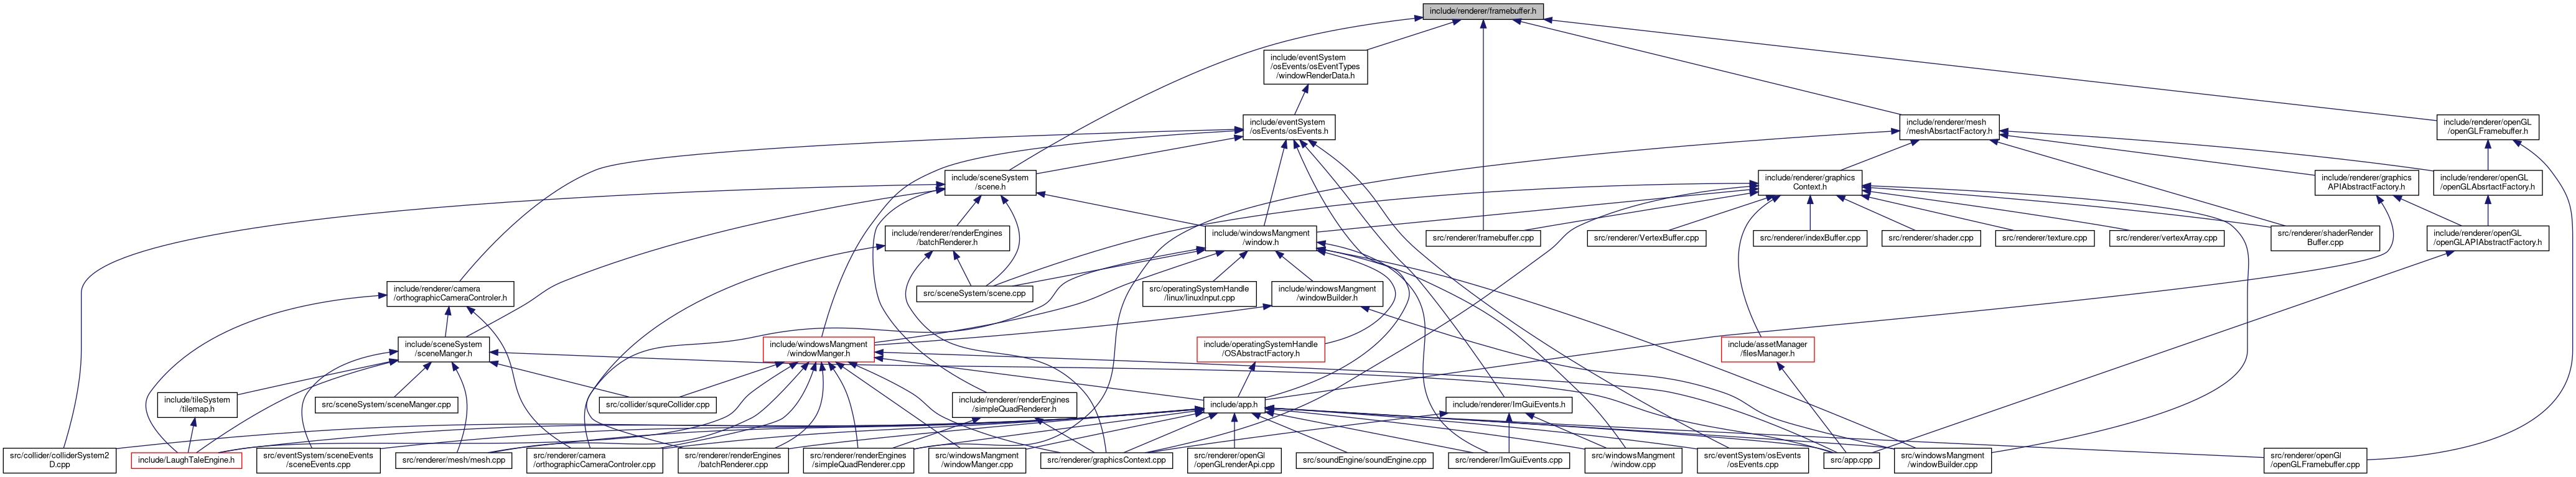 include/renderer/framebuffer.h
include/eventSystem
/osEvents/osEventTypes
/windowRenderData.h
include/eventSystem
/osEvents/osEvents.h
include/renderer/mesh
/meshAbsrtactFactory.h
include/renderer/openGL
/openGLFramebuffer.h
include/sceneSystem
/scene.h
include/renderer/graphics
Context.h
include/renderer/graphics
APIAbstractFactory.h
include/renderer/openGL
/openGLAbsrtactFactory.h
include/renderer/renderEngines
/batchRenderer.h
include/windowsMangment
/window.h
src/renderer/framebuffer.cpp
src/renderer/VertexBuffer.cpp
src/renderer/indexBuffer.cpp
src/renderer/shader.cpp
src/renderer/texture.cpp
src/renderer/vertexArray.cpp
src/renderer/shaderRender
Buffer.cpp
include/renderer/openGL
/openGLAPIAbstractFactory.h
include/renderer/camera
/orthographicCameraControler.h
src/sceneSystem/scene.cpp
src/operatingSystemHandle
/linux/linuxInput.cpp
include/windowsMangment
/windowBuilder.h
include/sceneSystem
/sceneManger.h
include/windowsMangment
/windowManger.h
include/operatingSystemHandle
/OSAbstractFactory.h
include/assetManager
/filesManager.h
include/tileSystem
/tilemap.h
src/sceneSystem/sceneManger.cpp
src/collider/squreCollider.cpp
include/renderer/renderEngines
/simpleQuadRenderer.h
include/app.h
include/renderer/ImGuiEvents.h
src/collider/colliderSystem2
D.cpp
include/LaughTaleEngine.h
src/eventSystem/sceneEvents
/sceneEvents.cpp
src/renderer/mesh/mesh.cpp
src/renderer/camera
/orthographicCameraControler.cpp
src/renderer/renderEngines
/batchRenderer.cpp
src/renderer/renderEngines
/simpleQuadRenderer.cpp
src/windowsMangment
/windowManger.cpp
src/renderer/graphicsContext.cpp
src/renderer/openGl
/openGLrenderApi.cpp
src/soundEngine/soundEngine.cpp
src/renderer/ImGuiEvents.cpp
src/windowsMangment
/window.cpp
src/eventSystem/osEvents
/osEvents.cpp
src/app.cpp
src/windowsMangment
/windowBuilder.cpp
src/renderer/openGl
/openGLFramebuffer.cpp